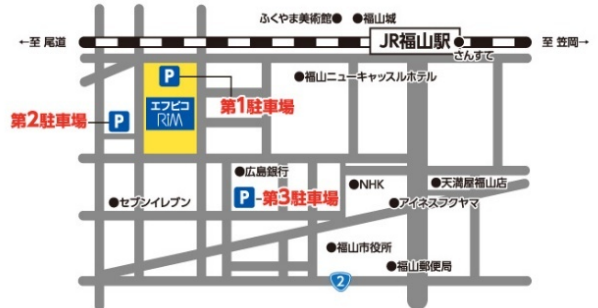 ふくやま美術館● ●福山城
←至 尾道
JR福山駅
至 笠岡→
さんすて
P
●福山ニューキャッスルホテル
第1駐車場
エフピコ
RIM
P
第2駐車場
●広島銀行
●NHK
●天満屋福山店
P
第3駐車場
●セブンイレブン
●アイネスフクヤマ
●福山市役所
●福山郵便局
2